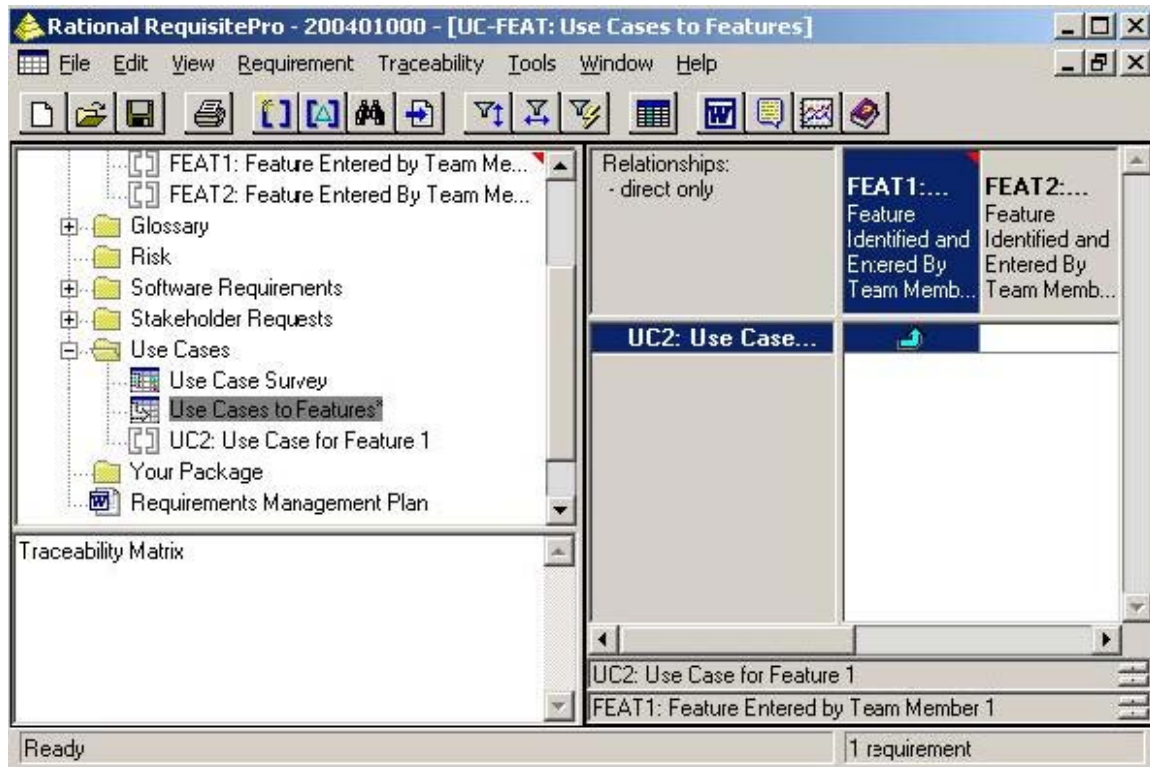 Rational RequisitePro - 200401000 - [UC-FEAT: Use Cases to Features]
File Edit View Requirement Traceability Tools Window Help
FEAT1: Feature Entered by Team Me...
FEAT2: Feature Entered By Team Me...
Glossary
Risk
Software Requirements
Stakeholder Requests
Use Cases
Use Case Survey
Use Cases to Features*
UC2: Use Case for Feature 1
Your Package
Requirements Management Plan
Traceability Matrix
Relationships:
- direct only
FEAT1:...
Feature
Identified and
Entered By
Team Memb...
FEAT2:...
Feature
Identified and
Entered By
Team Memb...
UC2: Use Case...
UC2: Use Case for Feature 1
FEAT1: Feature Entered by Team Member 1
Ready
1 requirement